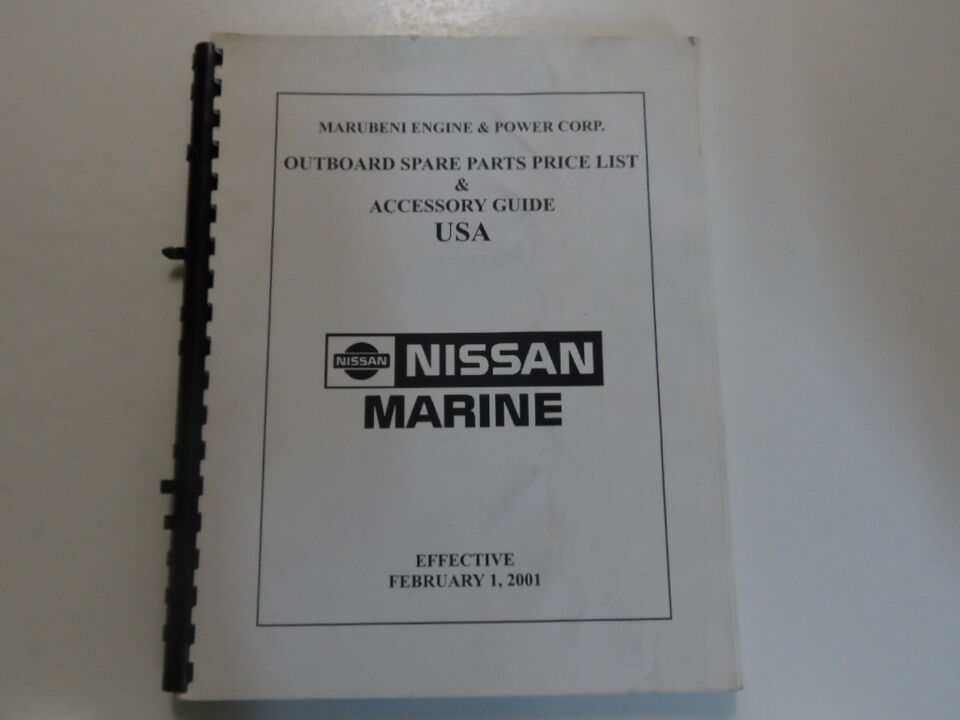 MARUBENI ENGINE & POWER CORP.
OUTBOARD SPARE PARTS PRICE LIST
&
ACCESSORY GUIDE
USA
NISSAN NISSAN
MARINE
EFFECTIVE
FEBRUARY 1, 2001